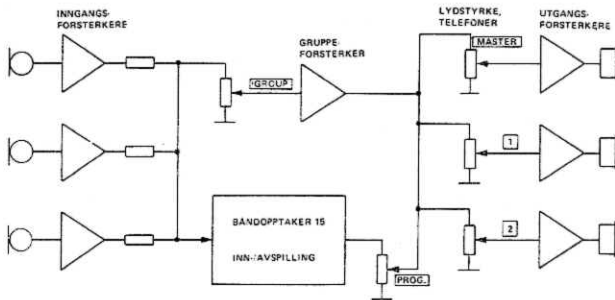 INNGANGS-
FORSTERKERE
GRUPPE-
FORSTERKER
LYDSTYRKE,
TELEFONER
UTGANGS-
FORSTERKERE
MASTER
GROUP
1
BÅNDOPPTAKER 15
INN-/AVSPILLING
2
PROG.